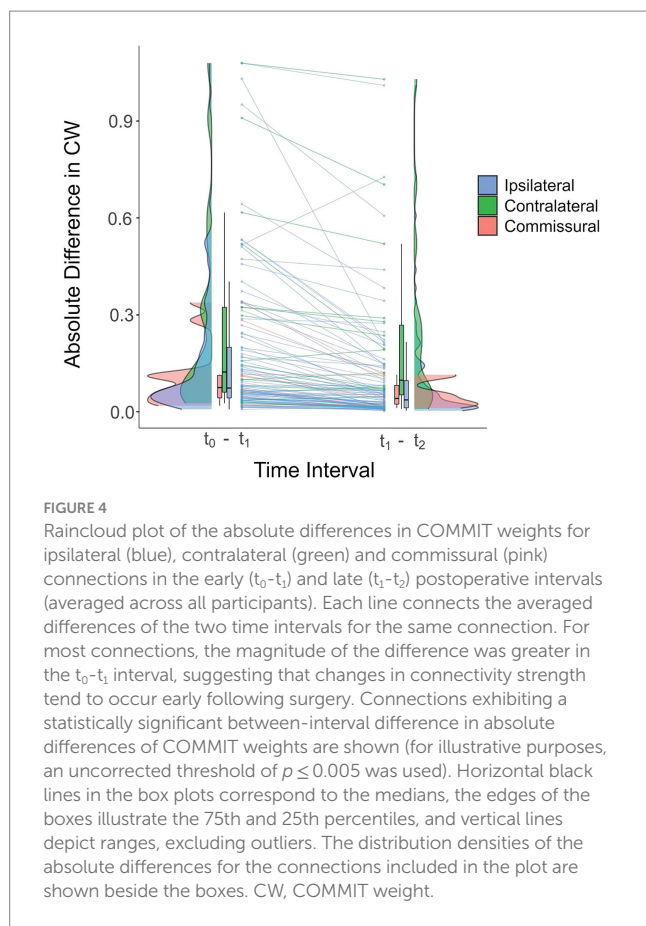 Absolute Difference in CW
0.9
0.6
0.3
0.0
t₀ - t₁
t₁ - t₂
Time Interval
Ipsilateral
Contralateral
Commissural
FIGURE 4
Raincloud plot of the absolute differences in COMMIT weights for
ipsilateral (blue), contralateral (green) and commissural (pink)
connections in the early (t₀-t₁) and late (t₁-t₂) postoperative intervals
(averaged across all participants). Each line connects the averaged
differences of the two time intervals for the same connection. For
most connections, the magnitude of the difference was greater in
the t₀-t₁ interval, suggesting that changes in connectivity strength
tend to occur early following surgery. Connections exhibiting a
statistically significant between-interval difference in absolute
differences of COMMIT weights are shown (for illustrative purposes,
an uncorrected threshold of p ≤ 0.005 was used). Horizontal black
lines in the box plots correspond to the medians, the edges of the
boxes illustrate the 75th and 25th percentiles, and vertical lines
depict ranges, excluding outliers. The distribution densities of the
absolute differences for the connections included in the plot are
shown beside the boxes. CW, COMMIT weight.